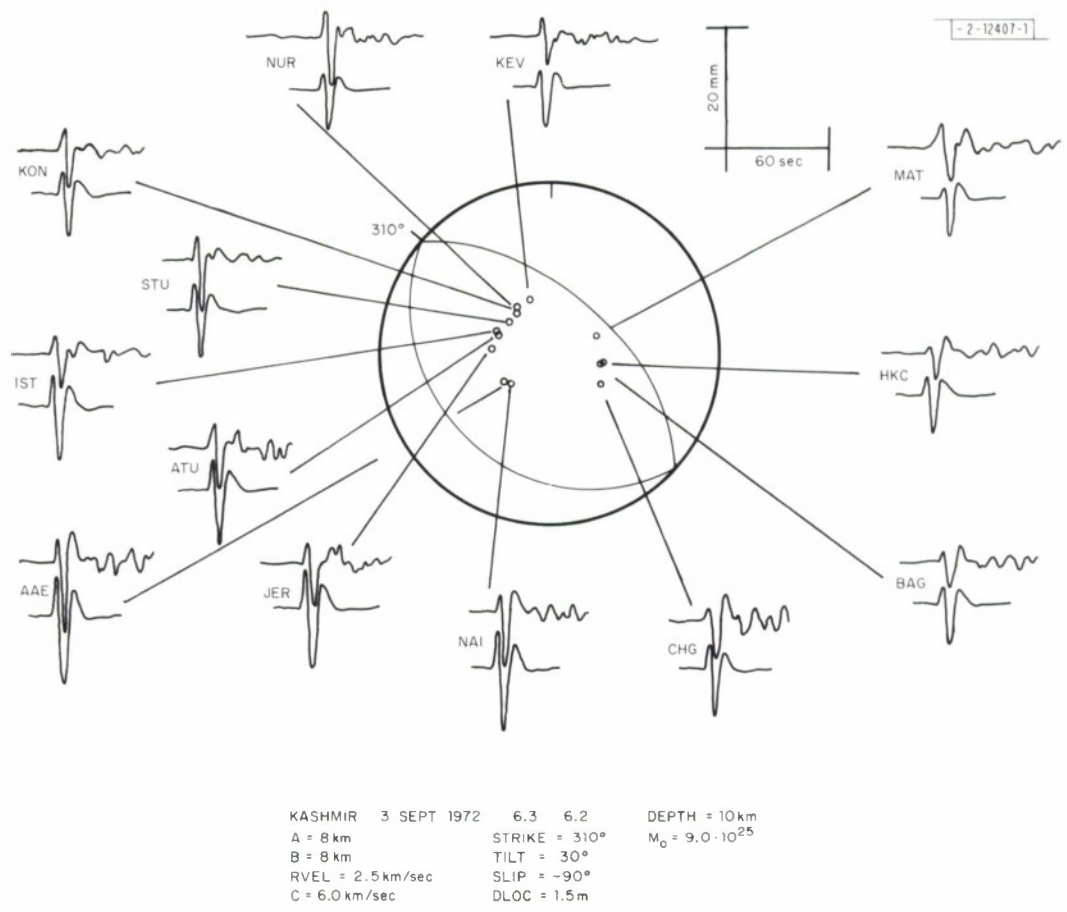 - 2-12407-1
NUR
KEV
20 mm
60 sec
KON
MAT
310°
STU
IST
HKC
ATU
AAE
JER
BAG
NAI
CHG
KASHMIR 3 SEPT 1972 6.3 6.2 DEPTH = 10 km
A = 8 km STRIKE = 310° M₀ = 9.0·10²⁵
B = 8 km TILT = 30°
RVEL = 2.5 km/sec SLIP = -90°
C = 6.0 km/sec DLOC = 1.5 m